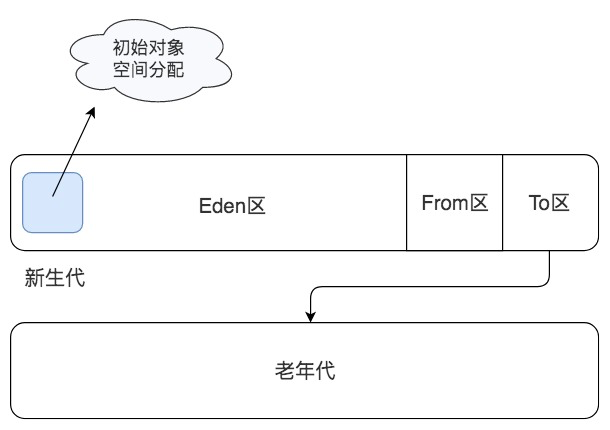 初始对象
空间分配
Eden区
From区
To区
新生代
老年代